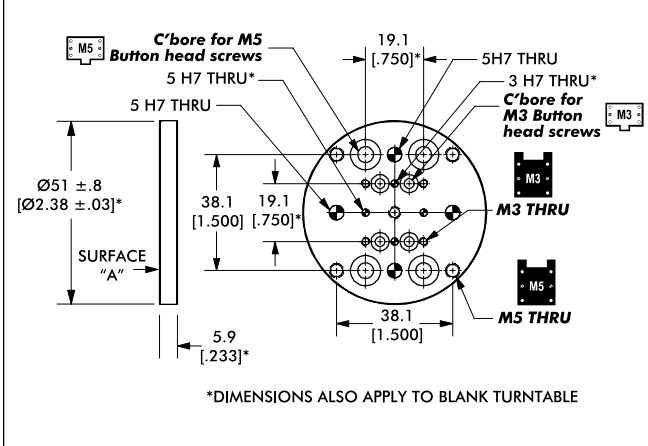 M5
C'bore for M5
Button head screws
5 H7 THRU*
5 H7 THRU
19.1
[.750]*
5H7 THRU
3 H7 THRU*
C'bore for
M3 Button
head screws
M3
M3
M3 THRU
M5
M5 THRU
Ø51 ±.8
[Ø2.38 ±.03]*
38.1
[1.500]
19.1
[.750]*
SURFACE
"A"
38.1
[1.500]
5.9
[.233]*
*DIMENSIONS ALSO APPLY TO BLANK TURNTABLE